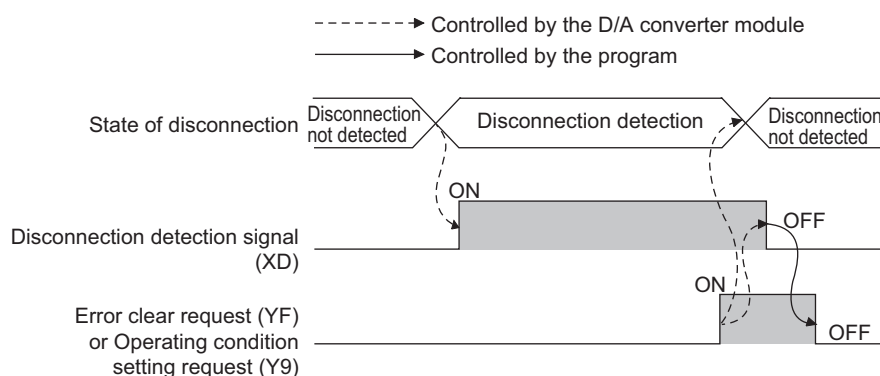 Controlled by the D/A converter module
Controlled by the program
State of disconnection
Disconnection
not detected
Disconnection detection
Disconnection
not detected
ON
OFF
Disconnection detection signal
(XD)
ON
OFF
Error clear request (YF)
or Operating condition
setting request (Y9)